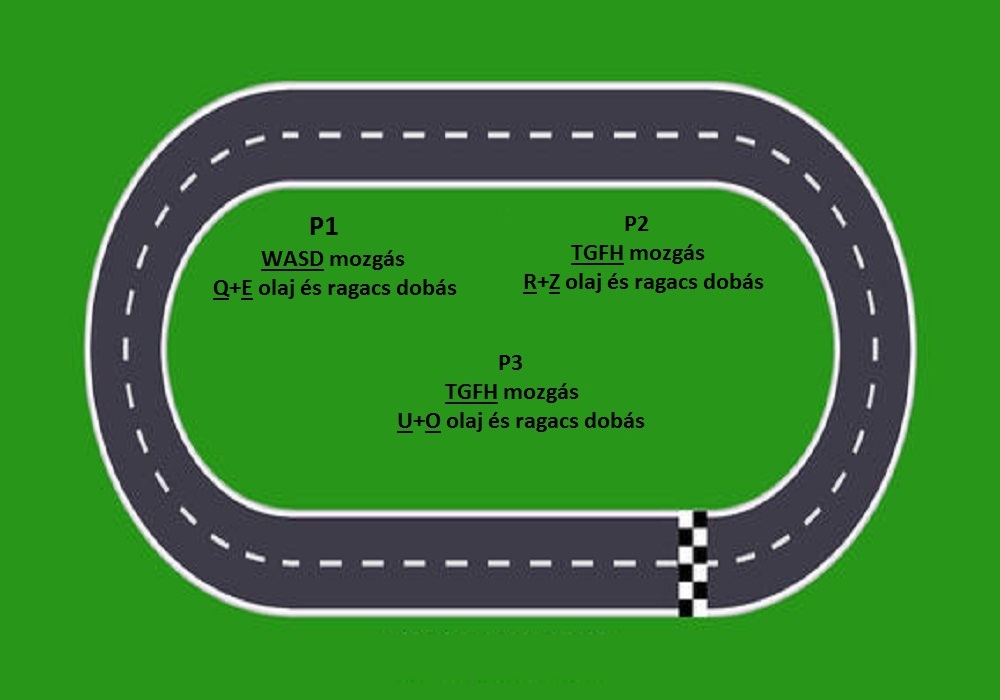 P1
WASD mozgás
Q+E olaj és ragacs dobás
P2
TGFH mozgás
R+Z olaj és ragacs dobás
P3
TGFH mozgás
U+O olaj és ragacs dobás